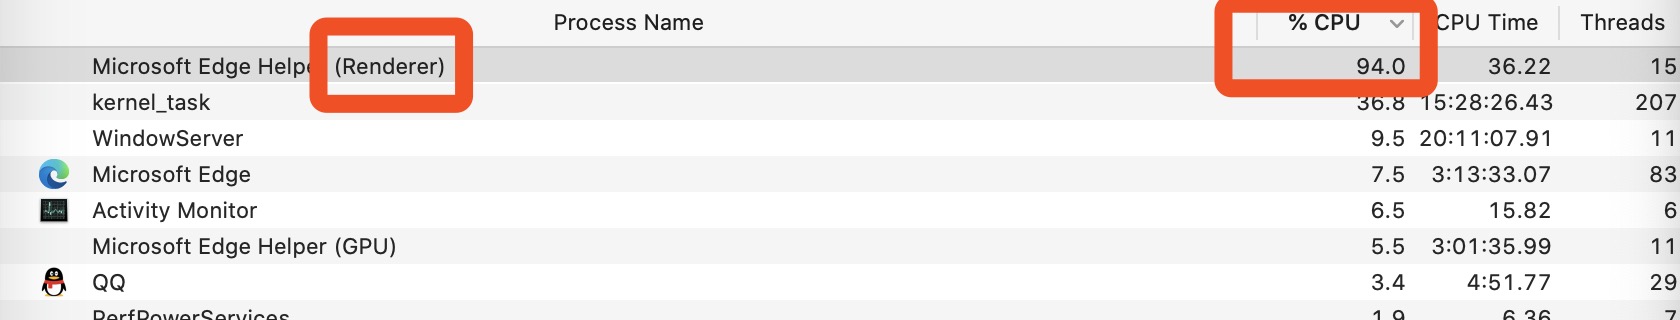 Process Name % CPU CPU Time Threads
Microsoft Edge Helper (Renderer) 94.0 36.22 15
kernel_task 36.8 15:28:26.43 207
WindowServer 9.5 20:11:07.91 11
Microsoft Edge 7.5 3:13:33.07 83
Activity Monitor 6.5 15.82 6
Microsoft Edge Helper (GPU) 5.5 3:01:35.99 11
QQ 3.4 4:51.77 29
PerfPowerServices 1.9 6.36 7